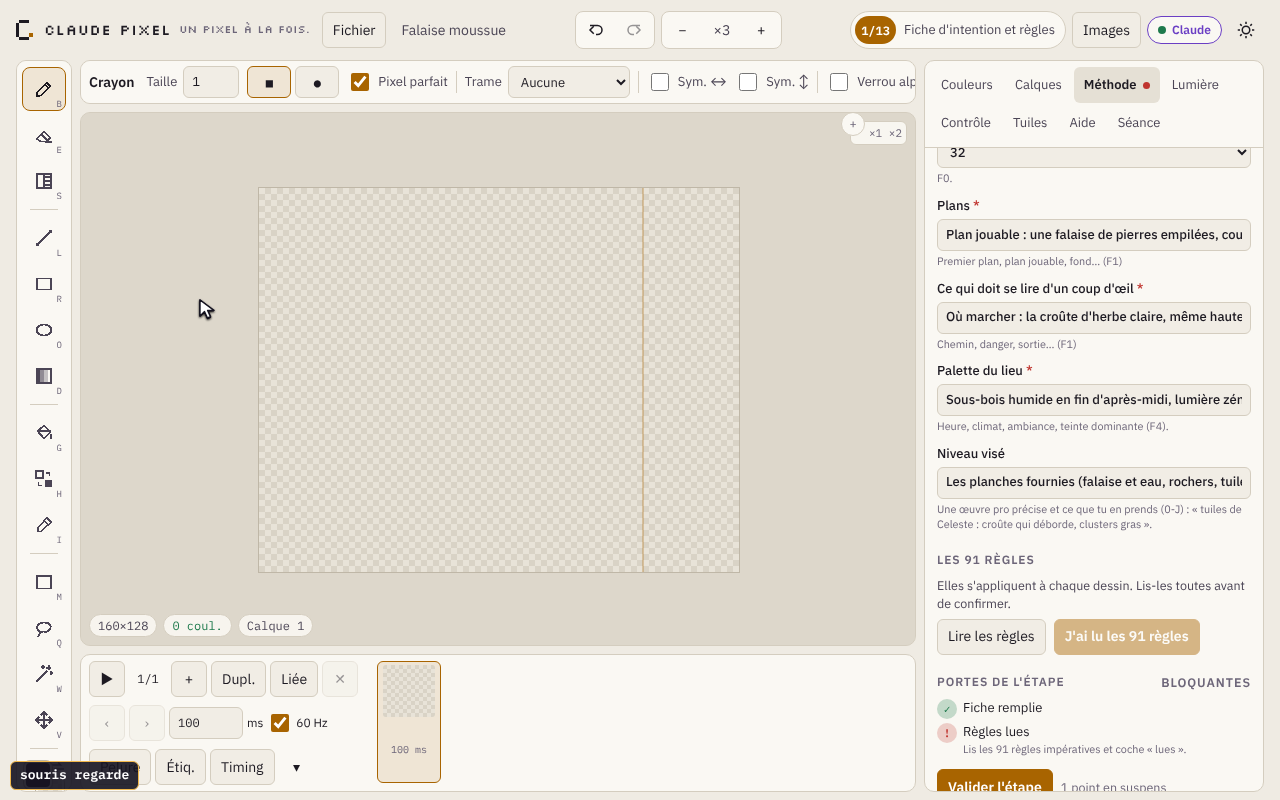 CLAUDE PIXEL UN PIXEL À LA FOIS. Fichier Falaise moussue − ×3 + 1/13 Fiche d'intention et règles Images Claude
Crayon Taille 1 Pixel parfait Trame Aucune Sym. Sym. Verrou alp
B
E
S
L
R
O
D
G
H
I
M
Q
W
V
+ ×1 ×2
160×128 0 coul. Calque 1
1/1 + Dupl. Liée ×
‹ › 100 ms 60 Hz
Étiq. Timing
100 ms
souris regarde
Couleurs Calques Méthode Lumière
Contrôle Tuiles Aide Séance
32
F0.
Plans *
Plan jouable : une falaise de pierres empilées, cou
Premier plan, plan jouable, fond… (F1)
Ce qui doit se lire d'un coup d'œil *
Où marcher : la croûte d'herbe claire, même haute
Chemin, danger, sortie… (F1)
Palette du lieu *
Sous-bois humide en fin d'après-midi, lumière zén
Heure, climat, ambiance, teinte dominante (F4).
Niveau visé
Les planches fournies (falaise et eau, rochers, tuile
Une œuvre pro précise et ce que tu en prends (0-J) : « tuiles de
Celeste : croûte qui déborde, clusters gras ».
LES 91 RÈGLES
Elles s'appliquent à chaque dessin. Lis-les toutes avant
de confirmer.
Lire les règles J'ai lu les 91 règles
PORTES DE L'ÉTAPE BLOQUANTES
✓ Fiche remplie
! Règles lues
Lis les 91 règles impératives et coche « lues ».
Valider l'étape 1 point en suspens